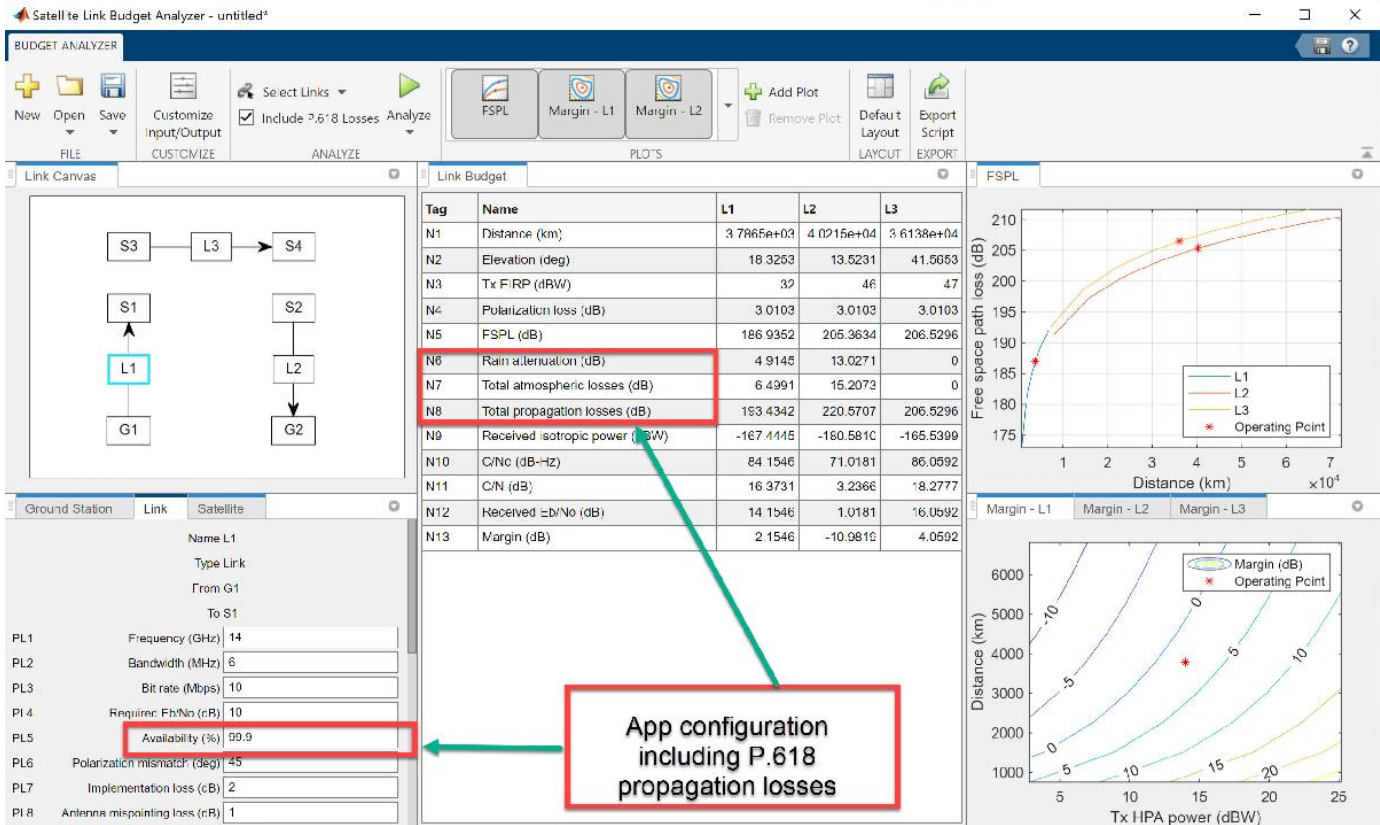 Satellite Link Budget Analyzer - untitled*
BUDGET ANALYZER
New
Open
Save
FILE
Customize
Input/Output
CUSTOMIZE
Select Links
Include P.618 Losses
Analyze
ANALYZE
FSPL
Margin - L1
Margin - L2
Add Plot
Remove Plot
PLOTS
Default
Layout
LAYOUT
Export
Script
EXPORT
Link Canvas
S3
L3
S4
S1
S2
L1
L2
G1
G2
Ground Station Link Satellite
Name L1
Type Link
From G1
To S1
PL1 Frequency (GHz) 14
PL2 Bandwidth (MHz) 6
PL3 Bit rate (Mbps) 10
PL4 Required Eb/No (dB) 10
PL5 Availability (%) 99.9
PL6 Polarization mismatch (deg) 45
PL7 Implementation loss (dB) 2
PL8 Antenna mispointing loss (dB) 1
Link Budget
Tag Name L1 L2 L3
N1 Distance (km) 3.7865e+03 4.0215e+04 3.6138e+04
N2 Elevation (deg) 18.3253 13.5231 41.5653
N3 Tx EIRP (dBW) 32 46 47
N4 Polarization loss (dB) 3.0103 3.0103 3.0103
N5 FSPL (dB) 186.9352 205.3634 206.5296
N6 Rain attenuation (dB) 4.9145 13.0271 0
N7 Total atmospheric losses (dB) 6.4991 15.2073 0
N8 Total propagation losses (dB) 193.4342 220.5707 206.5296
N9 Received isotropic power (dBW) -167.4445 -180.5810 -165.5399
N10 C/No (dB-Hz) 84.1546 71.0181 86.0592
N11 C/N (dB) 16.3731 3.2366 18.2777
N12 Received Eb/No (dB) 14.1546 1.0181 16.0592
N13 Margin (dB) 2.1546 -10.9819 4.0592
App configuration
including P.618
propagation losses
FSPL
Free space path loss (dB)
210
205
200
195
190
185
180
175
L1
L2
L3
Operating Point
1 2 3 4 5 6 7
Distance (km)
×10⁴
Margin - L1 Margin - L2 Margin - L3
Distance (km)
6000
5000
4000
3000
2000
1000
Margin (dB)
Operating Point
-10
0
-5
5
10
0
5
10
15
20
5 10 15 20 25
Tx HPA power (dBW)